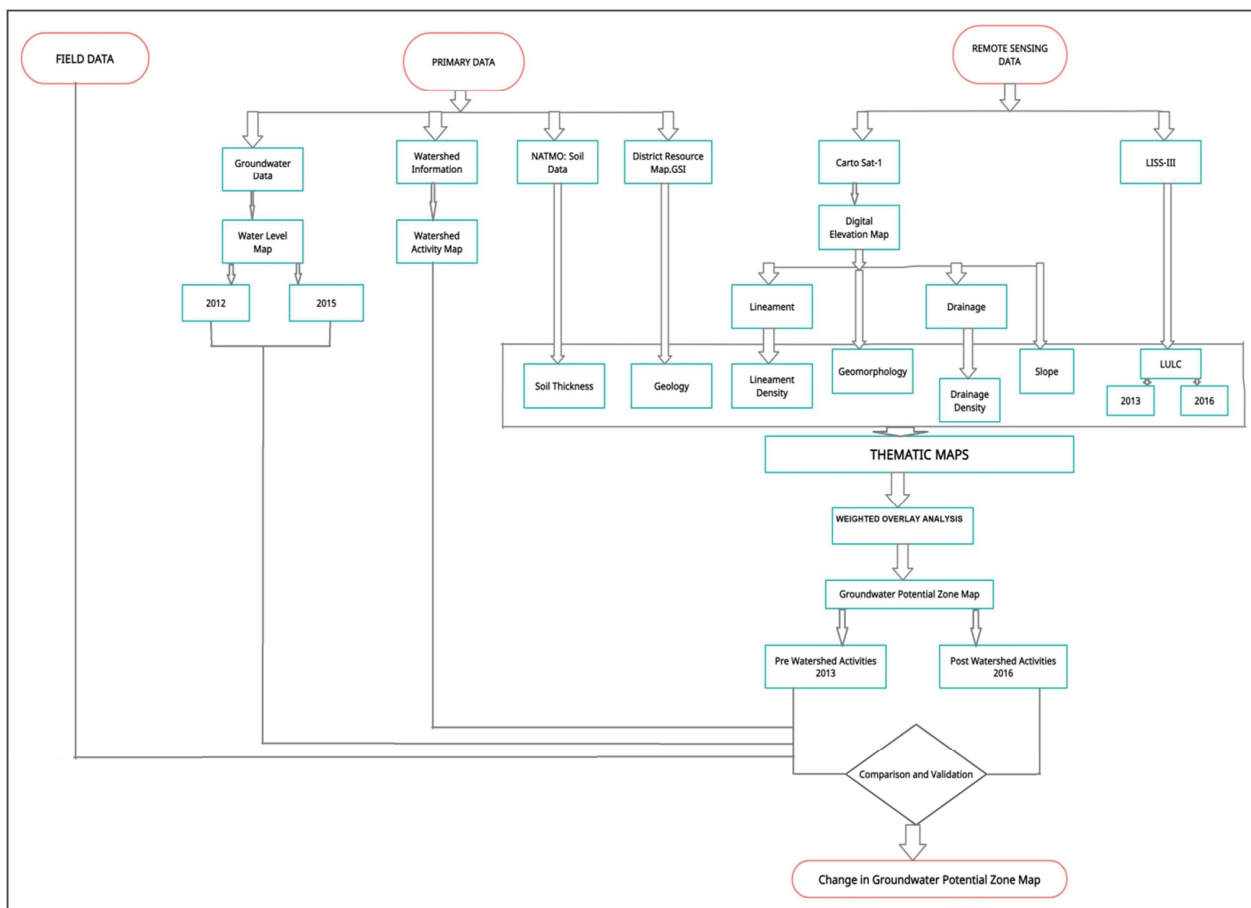 FIELD DATA
PRIMARY DATA
REMOTE SENSING
DATA
Groundwater
Data
Watershed
Information
NATMO: Soil
Data
District Resource
Map,GSI
Carto Sat-1
LISS-III
Water Level
Map
Watershed
Activity Map
Digital
Elevation Map
2012
2015
Lineament
Drainage
Soil Thickness
Geology
Lineament
Density
Geomorphology
Drainage
Density
Slope
LULC
2013
2016
THEMATIC MAPS
WEIGHTED OVERLAY ANALYSIS
Groundwater Potential Zone Map
Pre Watershed Activities
2013
Post Watershed Activities
2016
Comparison and Validation
Change in Groundwater Potential Zone Map